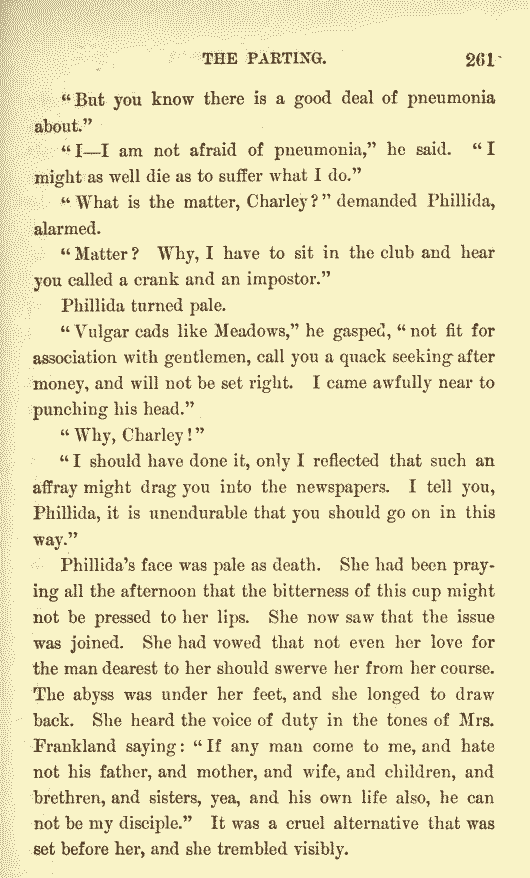 THE PARTING. 261
“But you know there is a good deal of pneumonia
about.”
“I—I am not afraid of pneumonia,” he said. “I
might as well die as to suffer what I do.”
“What is the matter, Charley?” demanded Phillida,
alarmed.
“Matter? Why, I have to sit in the club and hear
you called a crank and an impostor.”
Phillida turned pale.
“Vulgar cads like Meadows,” he gasped, “not fit for
association with gentlemen, call you a quack seeking after
money, and will not be set right. I came awfully near to
punching his head.”
“Why, Charley!”
“I should have done it, only I reflected that such an
affray might drag you into the newspapers. I tell you,
Phillida, it is unendurable that you should go on in this
way.”
Phillida’s face was pale as death. She had been pray-
ing all the afternoon that the bitterness of this cup might
not be pressed to her lips. She now saw that the issue
was joined. She had vowed that not even her love for
the man dearest to her should swerve her from her course.
The abyss was under her feet, and she longed to draw
back. She heard the voice of duty in the tones of Mrs.
Frankland saying: “If any man come to me, and hate
not his father, and mother, and wife, and children, and
brethren, and sisters, yea, and his own life also, he can
not be my disciple.” It was a cruel alternative that was
set before her, and she trembled visibly.